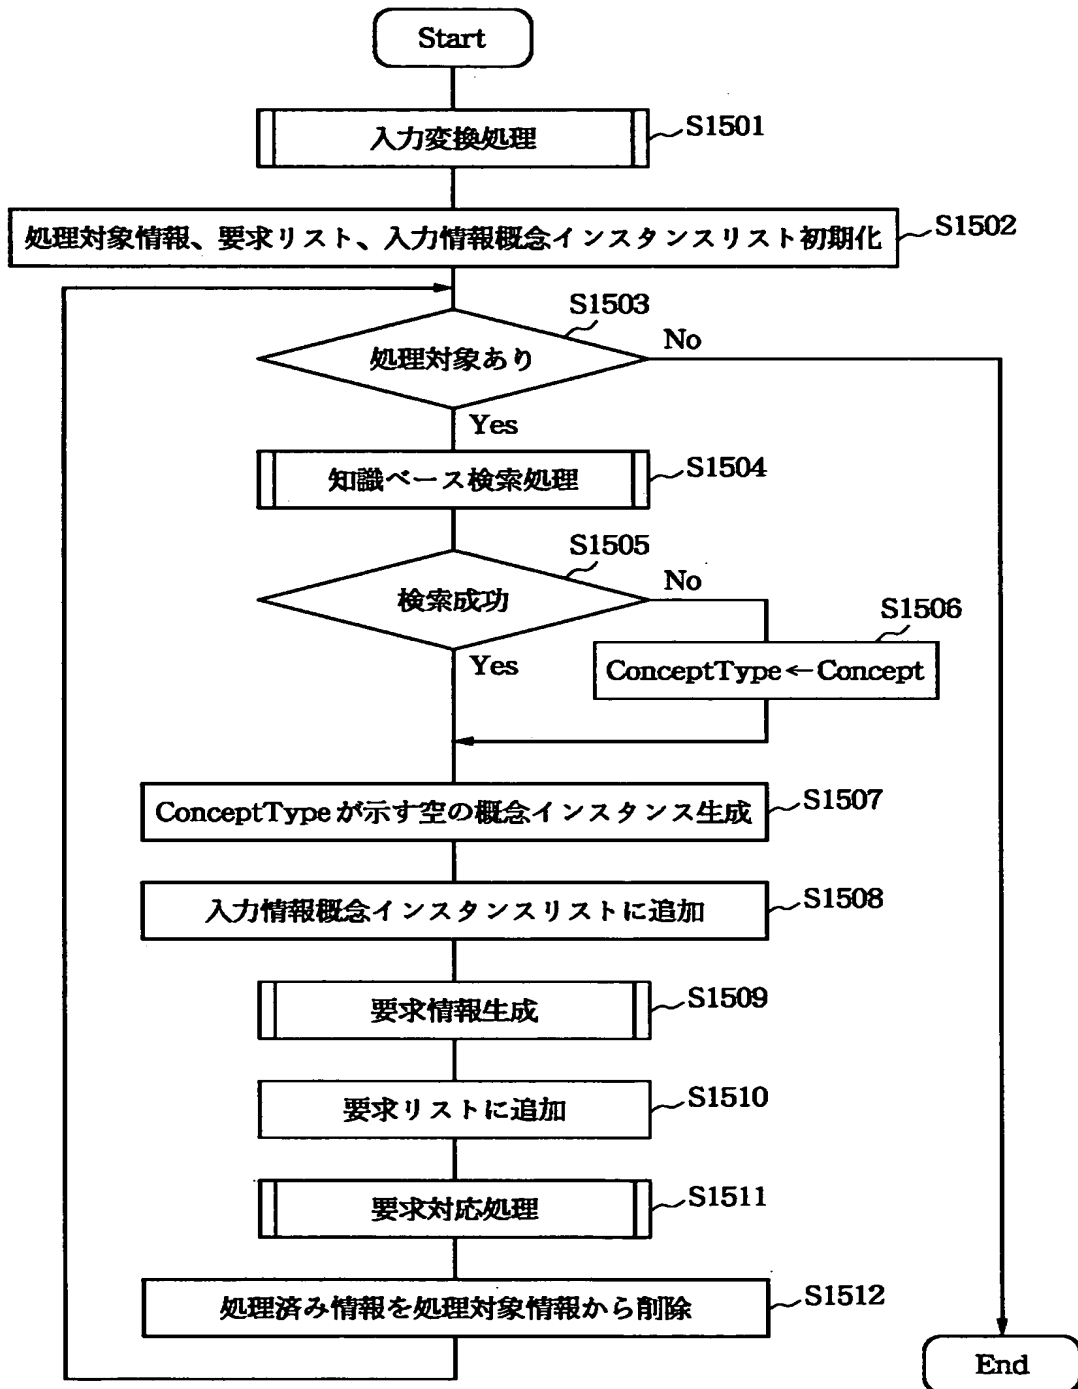 Start
入力変換処理
S1501
処理対象情報、要求リスト、入力情報概念インスタンスリスト初期化
S1502
S1503
処理対象あり
No
Yes
知識ベース検索処理
S1504
S1505
検索成功
No
Yes
S1506
ConceptType←Concept
ConceptTypeが示す空の概念インスタンス生成
S1507
入力情報概念インスタンスリストに追加
S1508
要求情報生成
S1509
要求リストに追加
S1510
要求対応処理
S1511
処理済み情報を処理対象情報から削除
S1512
End